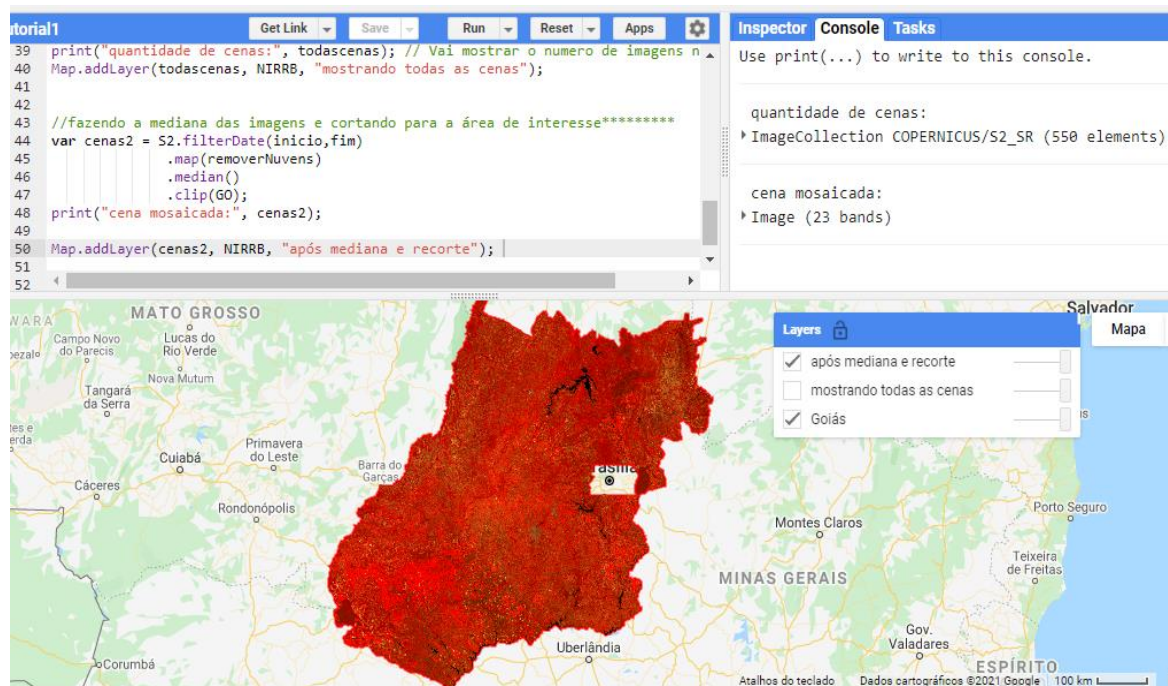 utorial1
Get Link
Save
Run
Reset
Apps
39 print("quantidade de cenas:", todascenas); // Vai mostrar o numero de imagens n
40 Map.addLayer(todascenas, NIRRB, "mostrando todas as cenas");
41
42
43 //fazendo a mediana das imagens e cortando para a área de interesse*********
44 var cenas2 = S2.filterDate(inicio,fim)
45 .map(removerNuvens)
46 .median()
47 .clip(GO);
48 print("cena mosaicada:", cenas2);
49
50 Map.addLayer(cenas2, NIRRB, "após mediana e recorte");
51
52
Inspector Console Tasks
Use print(...) to write to this console.
quantidade de cenas:
ImageCollection COPERNICUS/S2_SR (550 elements)
cena mosaicada:
Image (23 bands)
MATO GROSSO
Campo Novo
do Parecis
Lucas do
Rio Verde
Nova Mutum
Tangará
da Serra
Primavera
do Leste
Cuiabá
Barra do
Garças
Cáceres
Rondonópolis
Corumbá
Uberlândia
Salvador
Layers
Mapa
após mediana e recorte
mostrando todas as cenas
Goiás
Montes Claros
Porto Seguro
MINAS GERAIS
Teixeira
de Freitas
Gov.
Valadares
ESPÍRITO
Atalhos do teclado
Dados cartográficos ©2021 Google
100 km